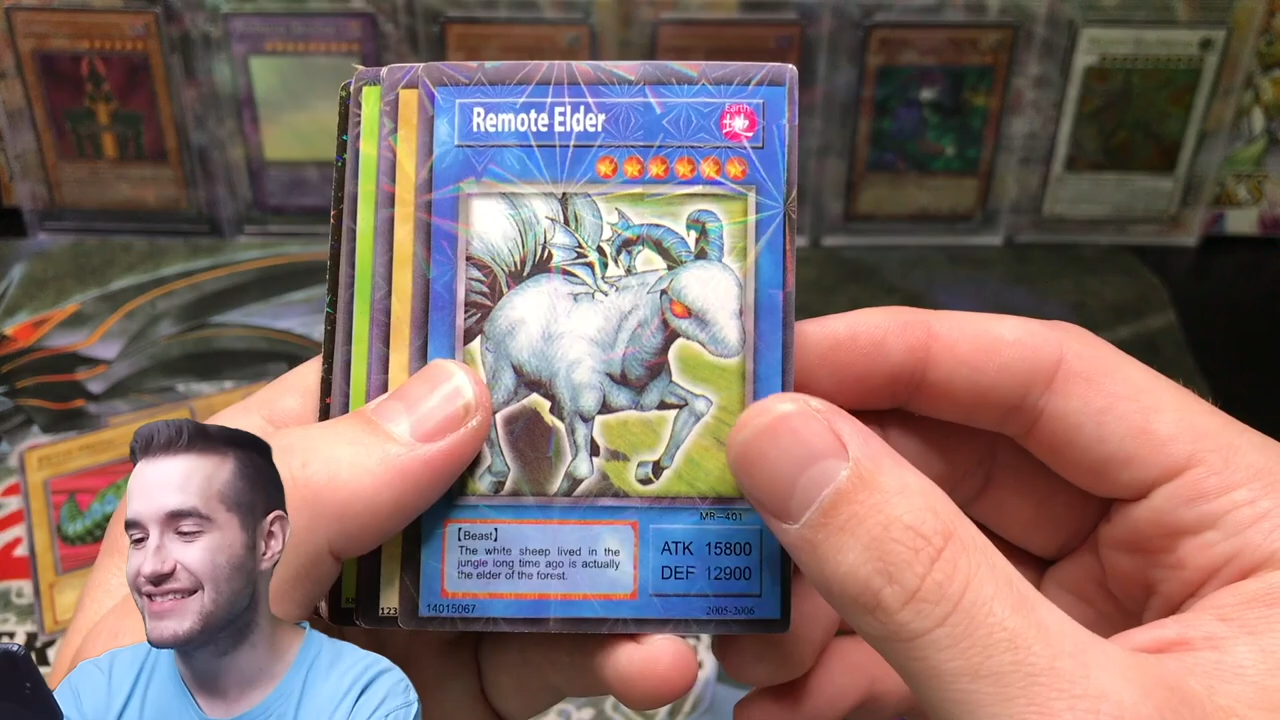 Remote Elder
Earth
地
MR-401
【Beast】
The white sheep lived in the
jungle long time ago is actually
the elder of the forest.
ATK 15800
DEF 12900
14015067
2005-2006
123